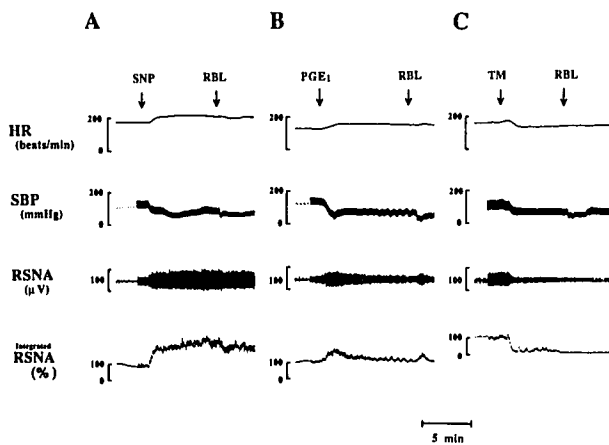 A B C
SNP RBL PGE1 RBL TM RBL
HR
(beats/min)
200
0
200
0
200
0
SBP
(mmHg)
200
0
200
0
200
0
RSNA
(μV)
100
100
100
Integrated
RSNA
(%)
100
0
100
0
100
0
5 min